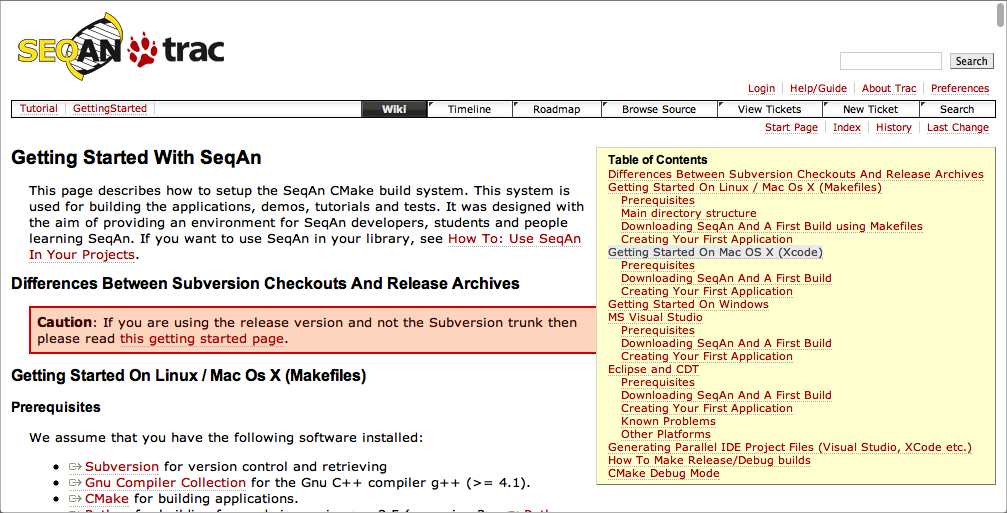 SEQAN trac
Search
Login Help/Guide About Trac Preferences
Tutorial GettingStarted Wiki Timeline Roadmap Browse Source View Tickets New Ticket Search
Start Page Index History Last Change
Getting Started With SeqAn
This page describes how to setup the SeqAn CMake build system. This system is
used for building the applications, demos, tutorials and tests. It was designed with
the aim of providing an environment for SeqAn developers, students and people
learning SeqAn. If you want to use SeqAn in your library, see How To: Use SeqAn
In Your Projects.
Differences Between Subversion Checkouts And Release Archives
Caution: If you are using the release version and not the Subversion trunk then
please read this getting started page.
Getting Started On Linux / Mac Os X (Makefiles)
Prerequisites
We assume that you have the following software installed:
Subversion for version control and retrieving
Gnu Compiler Collection for the Gnu C++ compiler g++ (>= 4.1).
CMake for building applications.
Table of Contents
Differences Between Subversion Checkouts And Release Archives
Getting Started On Linux / Mac Os X (Makefiles)
Prerequisites
Main directory structure
Downloading SeqAn And A First Build using Makefiles
Creating Your First Application
Getting Started On Mac OS X (Xcode)
Prerequisites
Downloading SeqAn And A First Build
Creating Your First Application
Getting Started On Windows
MS Visual Studio
Prerequisites
Downloading SeqAn And A First Build
Creating Your First Application
Eclipse and CDT
Prerequisites
Downloading SeqAn And A First Build
Creating Your First Application
Known Problems
Other Platforms
Generating Parallel IDE Project Files (Visual Studio, XCode etc.)
How To Make Release/Debug builds
CMake Debug Mode